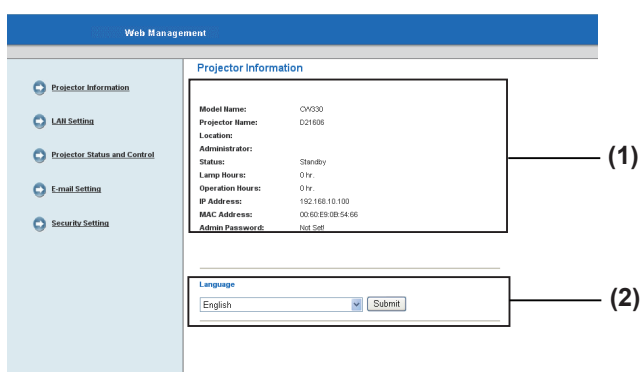 Web Management
Projector Information
Projector Information
LAN Setting
Projector Status and Control
E-mail Setting
Security Setting
Model Name: CW330
Projector Name: D21606
Location:
Administrator:
Status: Standby
Lamp Hours: 0 hr.
Operation Hours: 0 hr.
IP Address: 192.168.10.100
MAC Address: 00:60:E9:0B:54:66
Admin Password: Not Set!
(1)
Language
English Submit
(2)